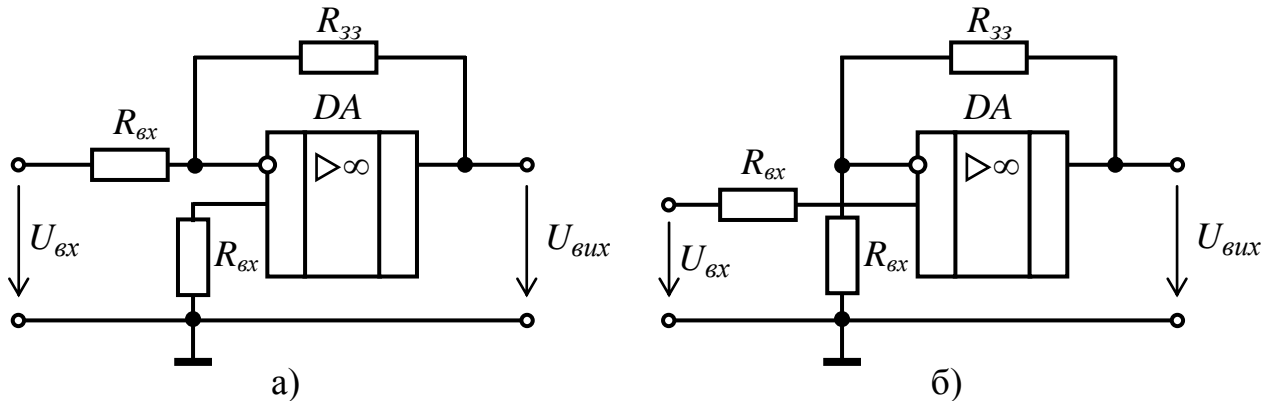 R_зз
DA
R_вх
▷∞
U_вх
R_вх
U_вих
а)
R_зз
DA
R_вх
▷∞
U_вх
R_вх
U_вих
б)